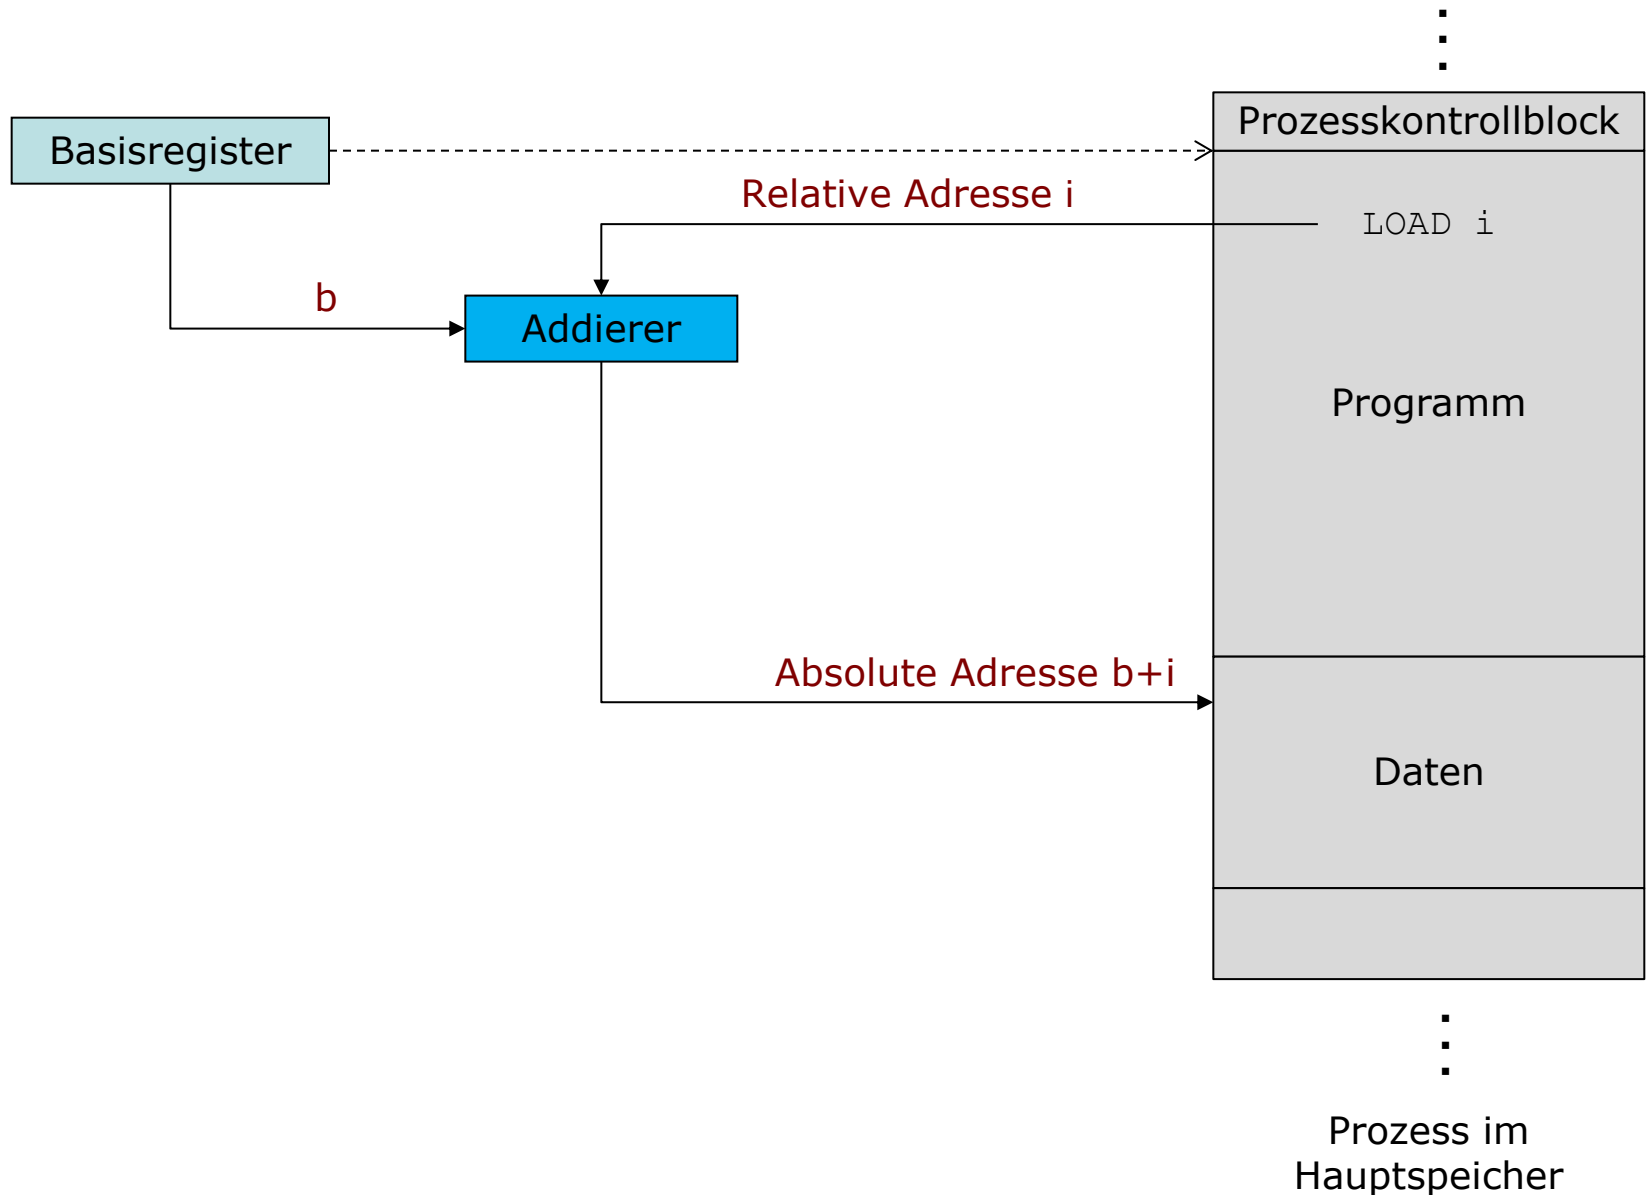 Prozesskontrollblock
Basisregister
Relative Adresse i
LOAD i
b
Addierer
Programm
Absolute Adresse b+i
Daten
Prozess im
Hauptspeicher